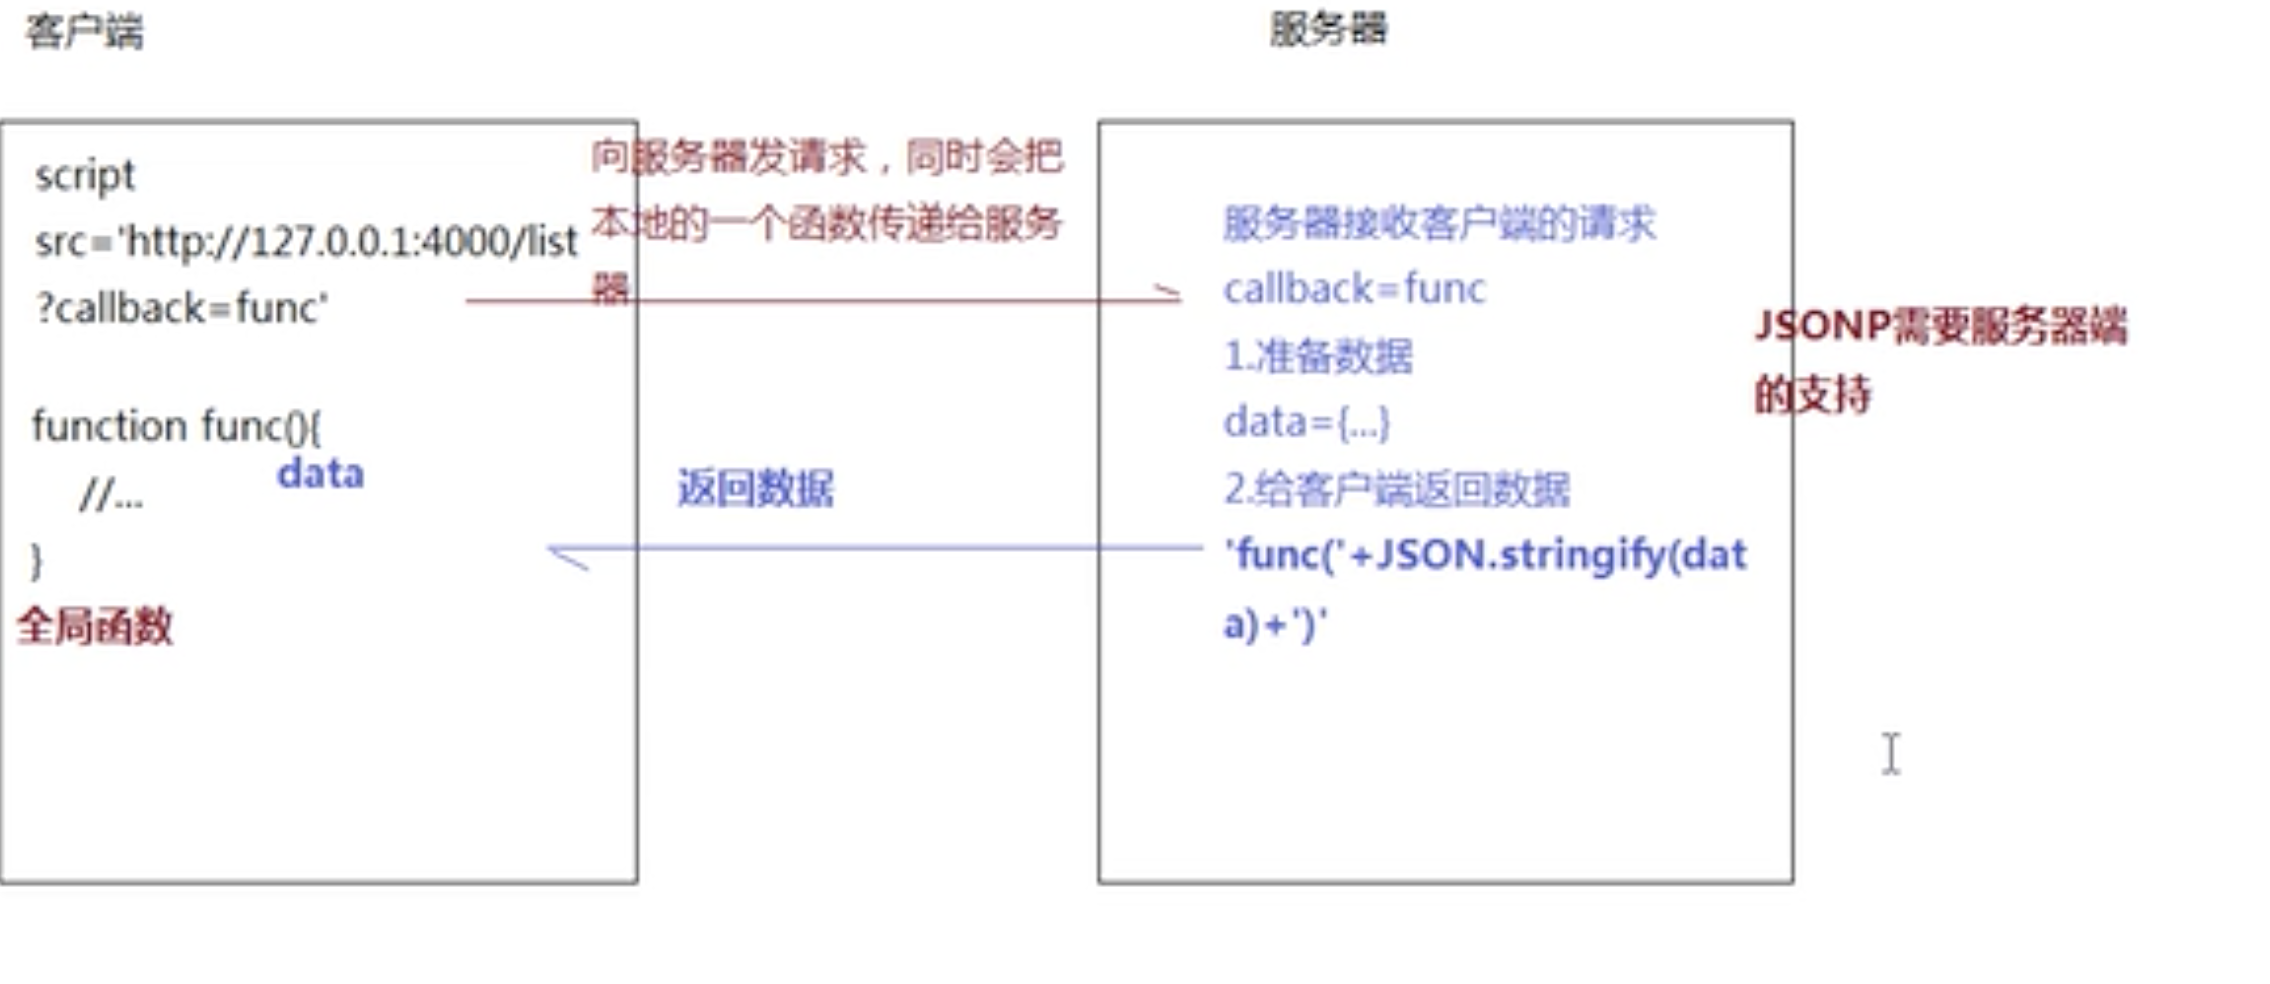 客户端
服务器
script
src='http://127.0.0.1:4000/list
?callback=func'
function func(){
data
//...
}
全局函数
向服务器发请求，同时会把
本地的一个函数传递给服务
器
返回数据
服务器接收客户端的请求
callback=func
1.准备数据
data={...}
2.给客户端返回数据
'func('+JSON.stringify(dat
a)+')'
JSONP需要服务器端
的支持